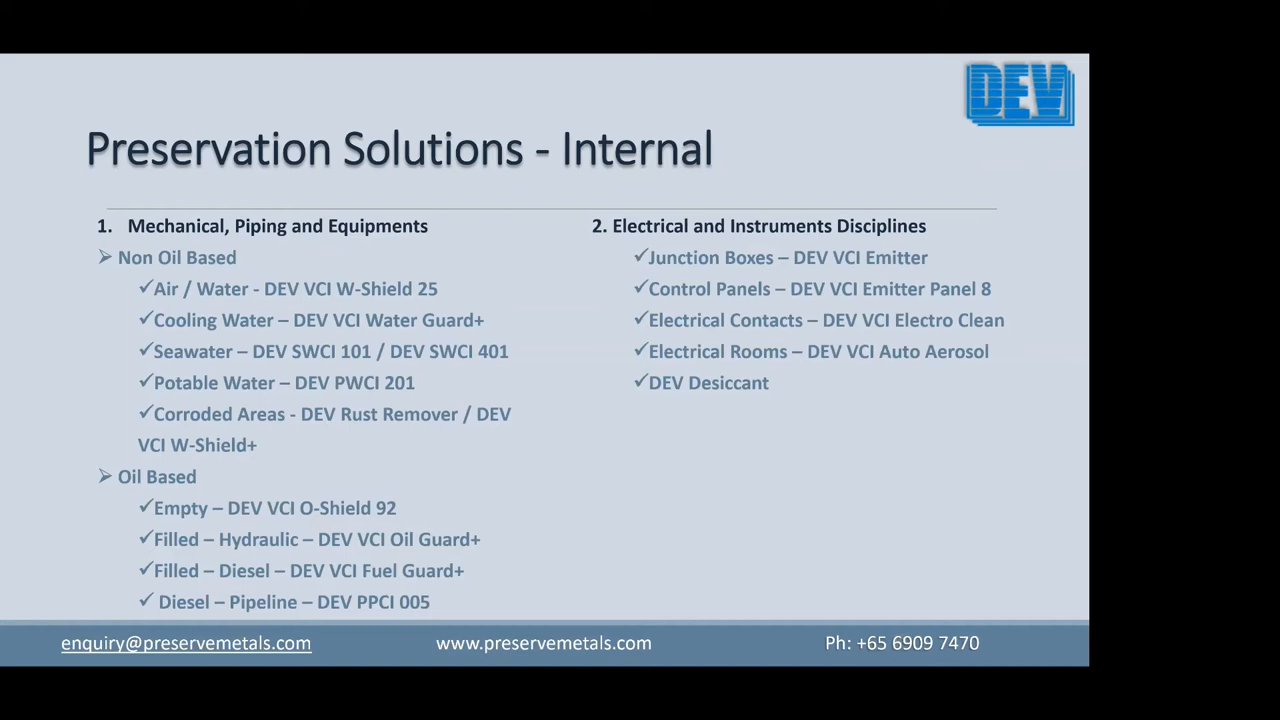 DEV
Preservation Solutions - Internal
1. Mechanical, Piping and Equipments
➢ Non Oil Based
✓Air / Water - DEV VCI W-Shield 25
✓Cooling Water – DEV VCI Water Guard+
✓Seawater – DEV SWCI 101 / DEV SWCI 401
✓Potable Water – DEV PWCI 201
✓Corroded Areas - DEV Rust Remover / DEV
VCI W-Shield+
➢ Oil Based
✓Empty – DEV VCI O-Shield 92
✓Filled – Hydraulic – DEV VCI Oil Guard+
✓Filled – Diesel – DEV VCI Fuel Guard+
✓ Diesel – Pipeline – DEV PPCI 005
2. Electrical and Instruments Disciplines
✓Junction Boxes – DEV VCI Emitter
✓Control Panels – DEV VCI Emitter Panel 8
✓Electrical Contacts – DEV VCI Electro Clean
✓Electrical Rooms – DEV VCI Auto Aerosol
✓DEV Desiccant
enquiry@preservemetals.com
www.preservemetals.com
Ph: +65 6909 7470